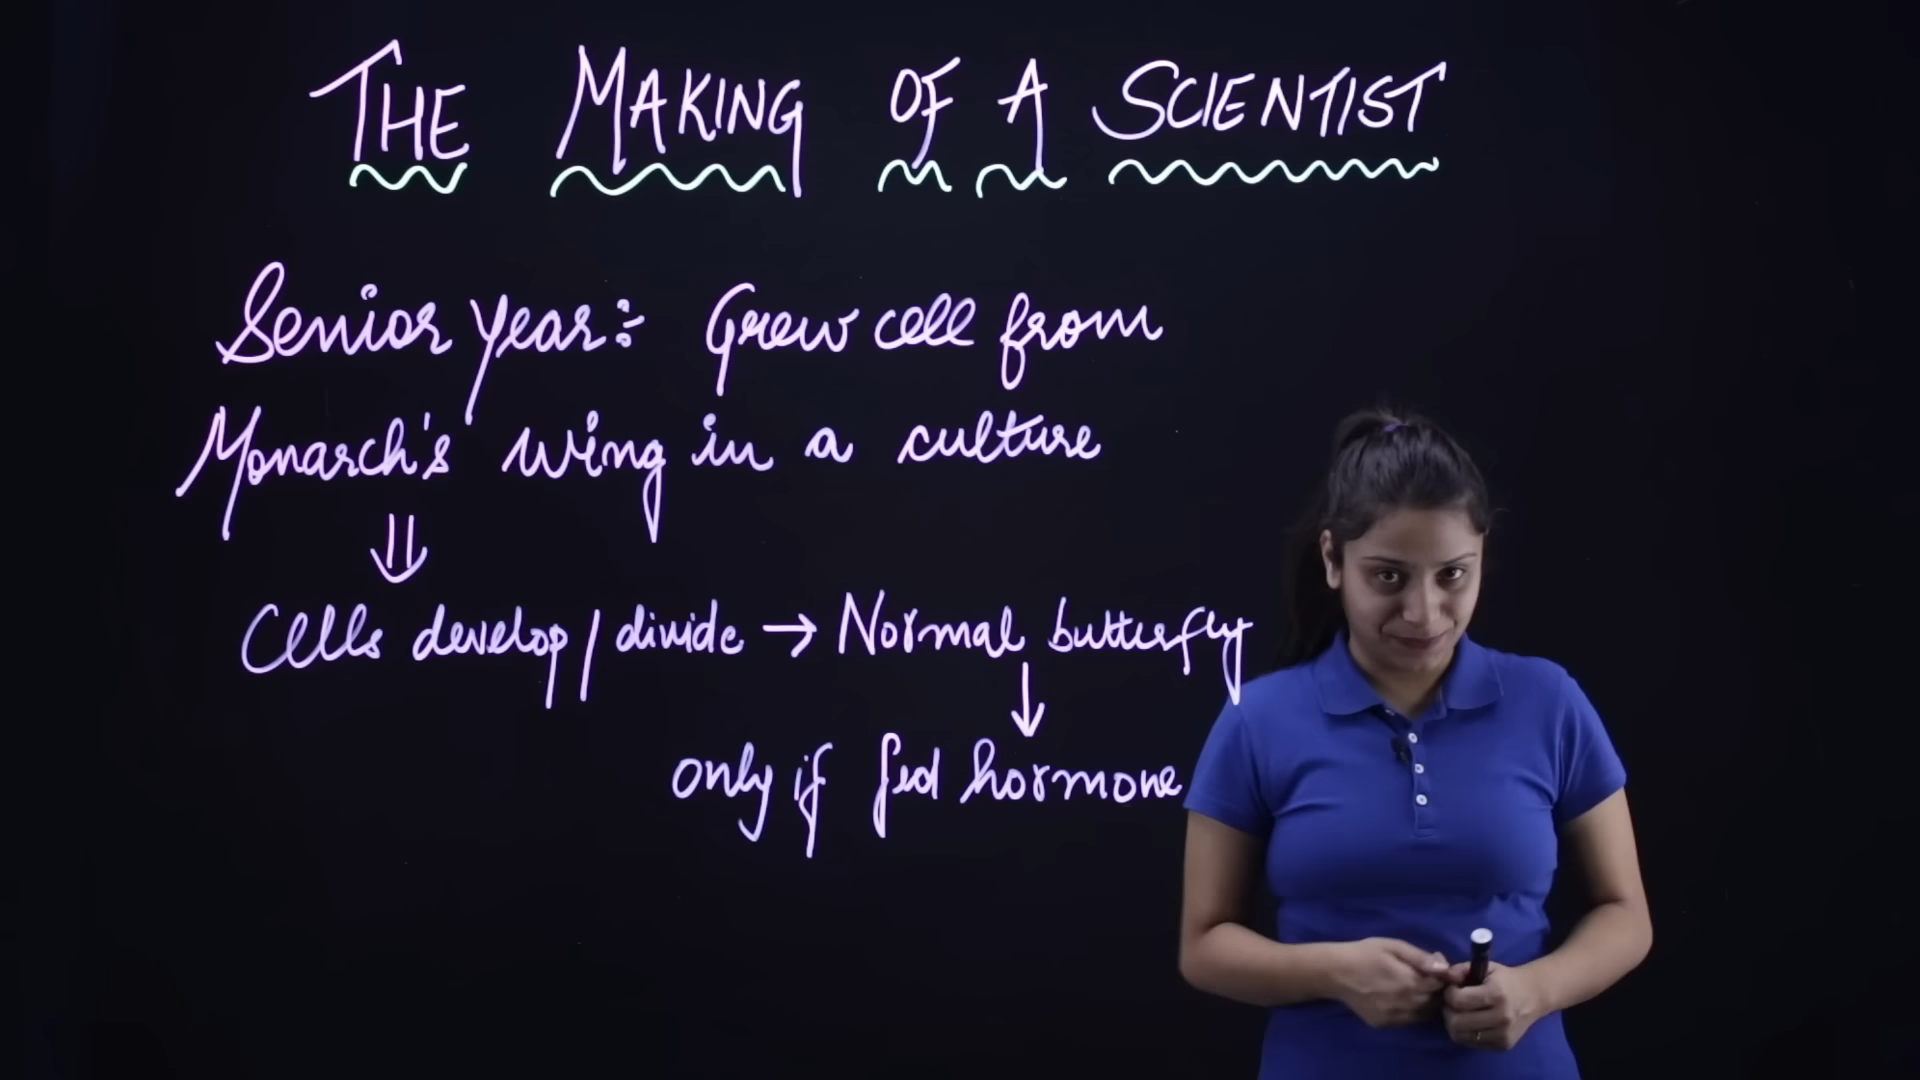 THE MAKING OF A SCIENTIST
Senior year: Grew cell from
Monarch's wing in a culture
⇓
Cells develop / divide → Normal butterfly
↓
only if fed hormone